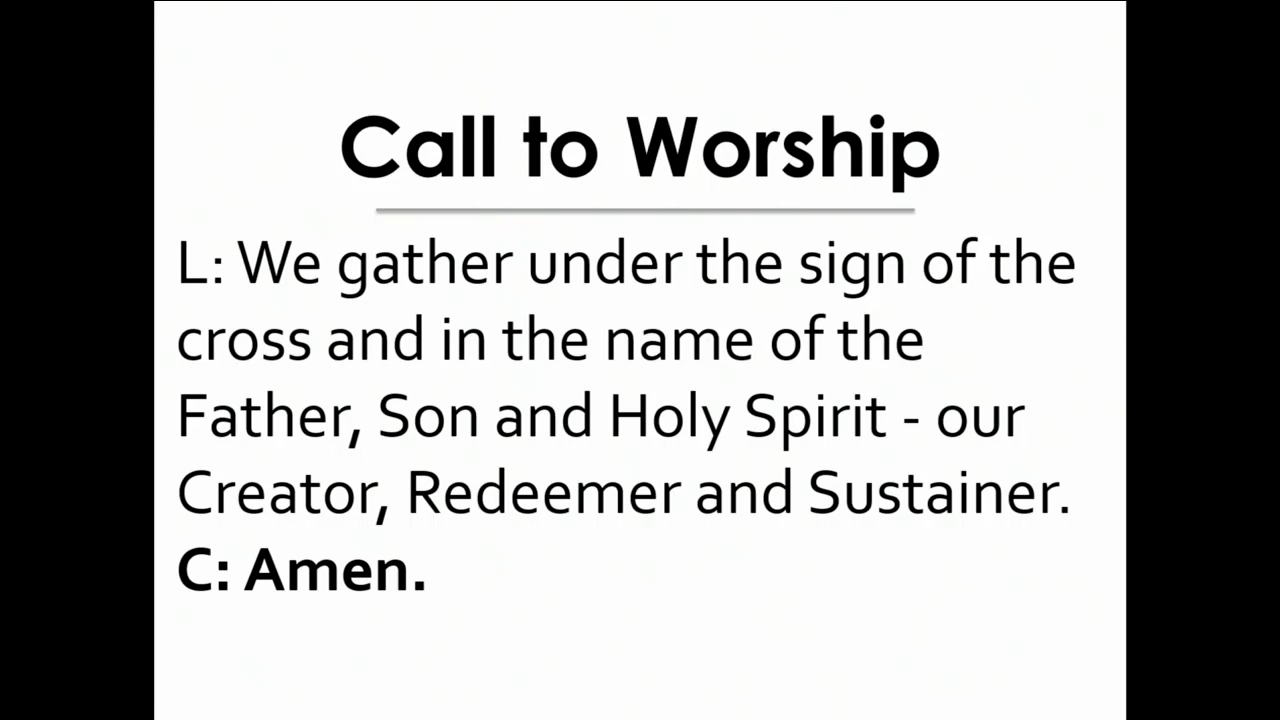 Call to Worship
L: We gather under the sign of the
cross and in the name of the
Father, Son and Holy Spirit - our
Creator, Redeemer and Sustainer.
C: Amen.